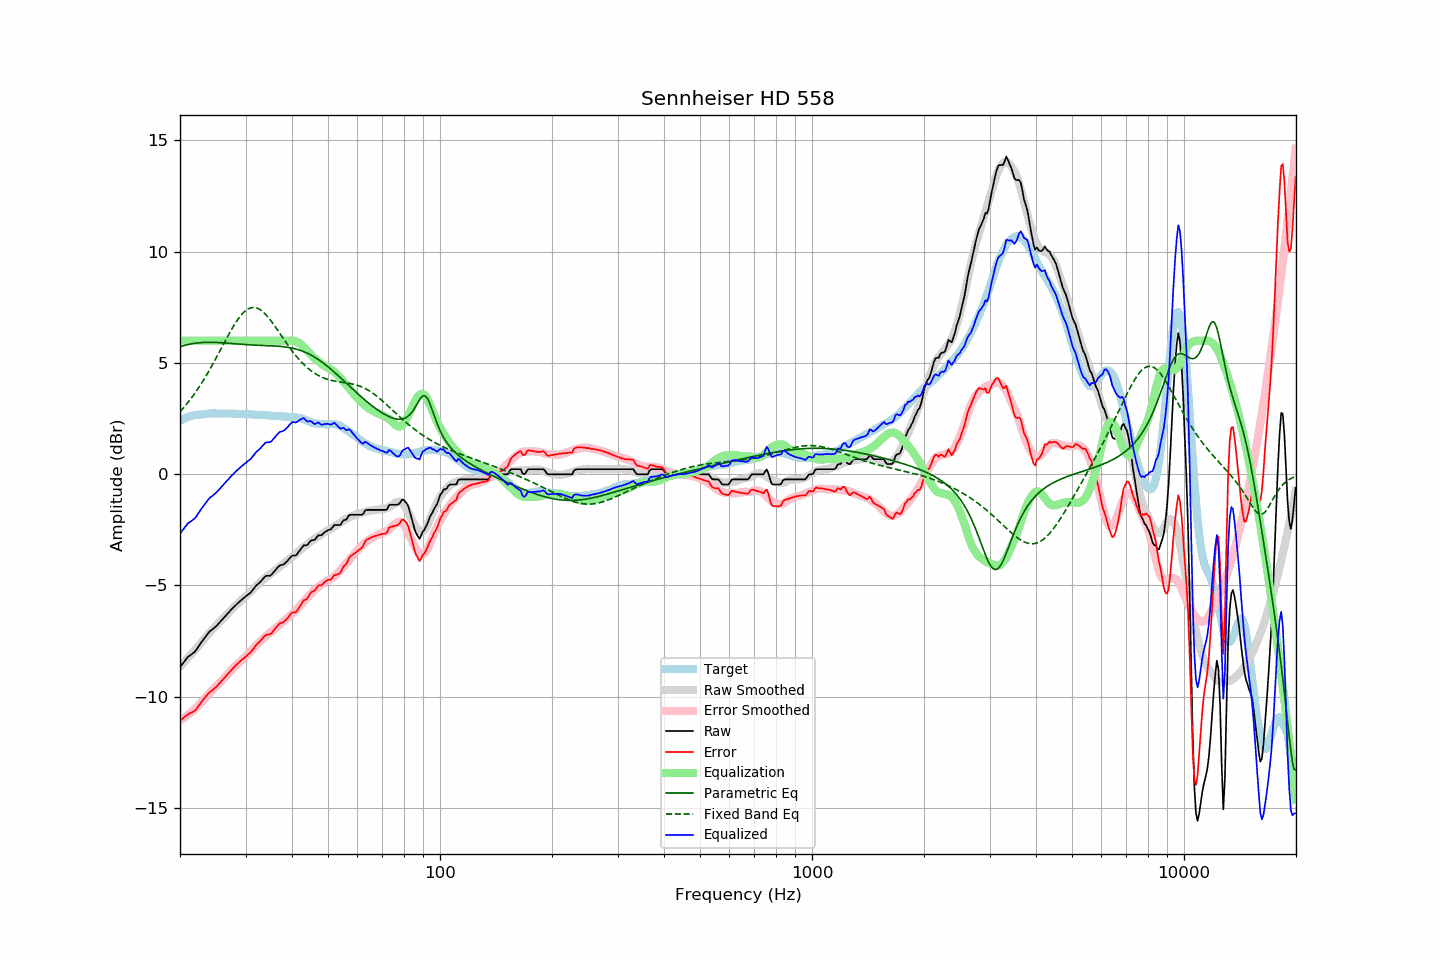 Sennheiser HD 558
15
10
5
0
−5
−10
−15
Amplitude (dBr)
Target
Raw Smoothed
Error Smoothed
Raw
Error
Equalization
Parametric Eq
Fixed Band Eq
Equalized
100
1000
10000
Frequency (Hz)